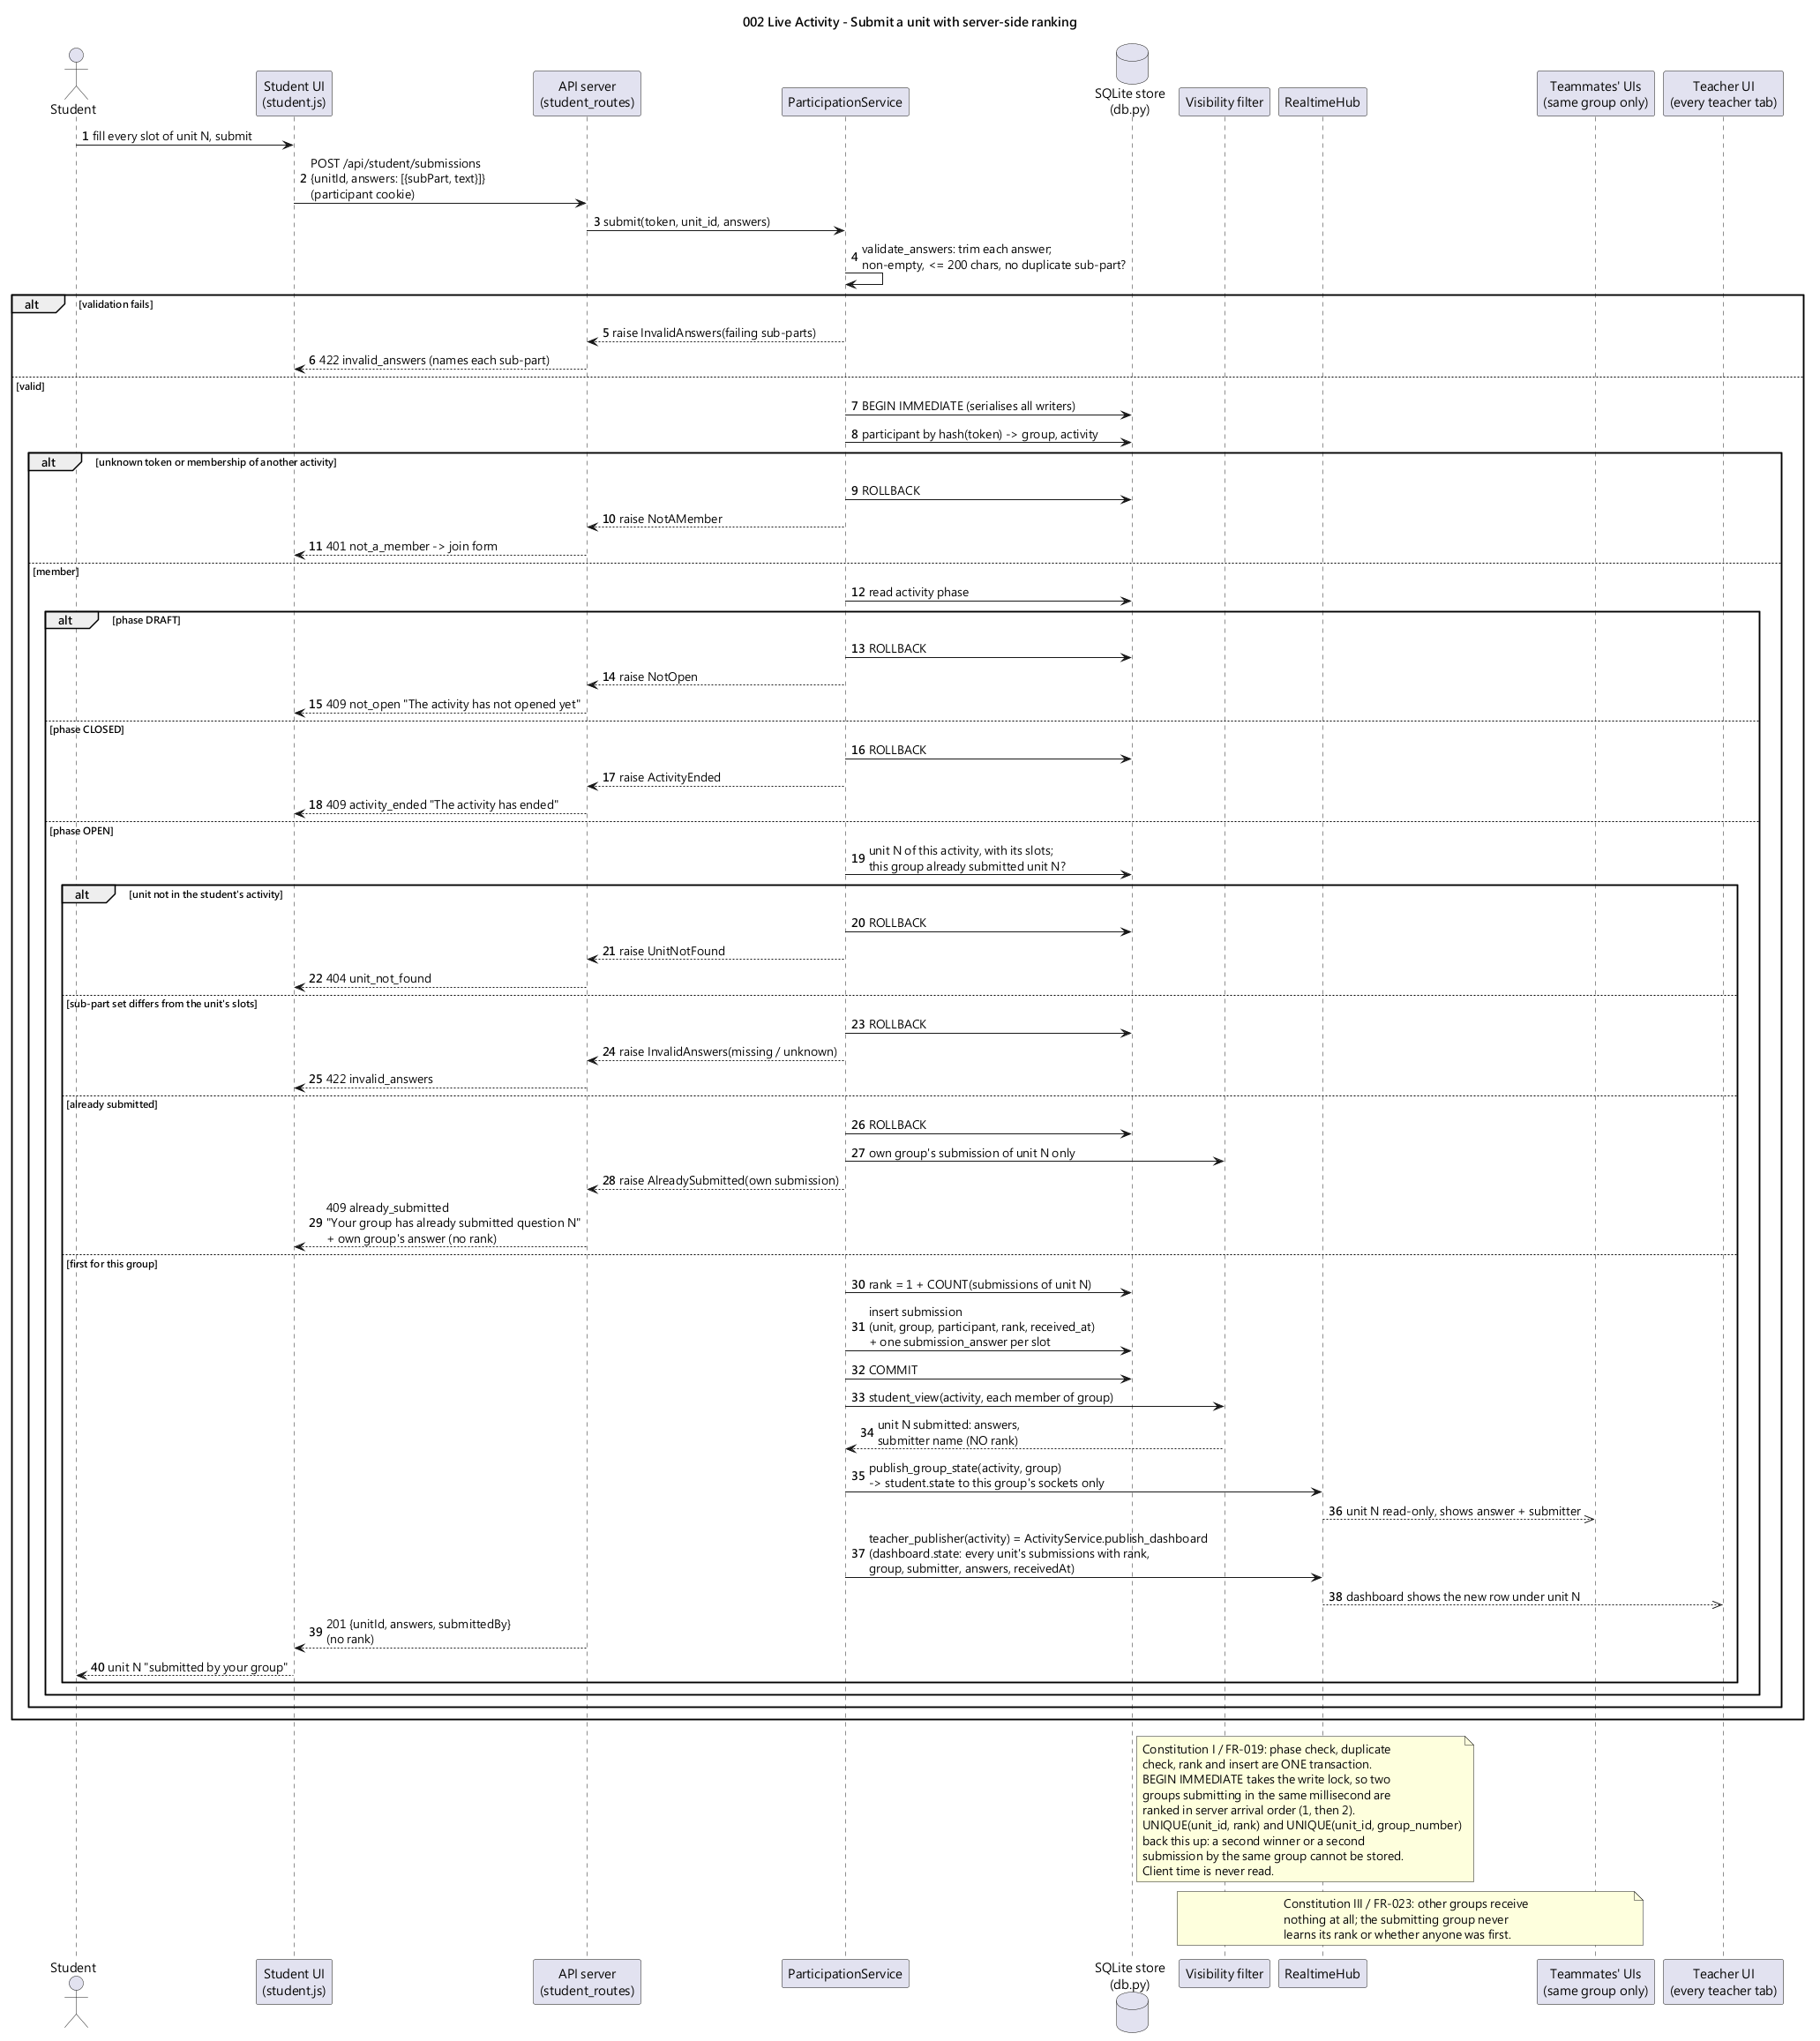 002 Live Activity - Submit a unit with server-side ranking
Student
Student UI
(student.js)
API server
(student_routes)
ParticipationService
SQLite store
(db.py)
Visibility filter
RealtimeHub
Teammates' UIs
(same group only)
Teacher UI
(every teacher tab)
1 fill every slot of unit N, submit
2 POST /api/student/submissions
{unitId, answers: [{subPart, text}]}
(participant cookie)
3 submit(token, unit_id, answers)
4 validate_answers: trim each answer;
non-empty, <= 200 chars, no duplicate sub-part?
alt [validation fails]
5 raise InvalidAnswers(failing sub-parts)
6 422 invalid_answers (names each sub-part)
[valid]
7 BEGIN IMMEDIATE (serialises all writers)
8 participant by hash(token) -> group, activity
alt [unknown token or membership of another activity]
9 ROLLBACK
10 raise NotAMember
11 401 not_a_member -> join form
[member]
12 read activity phase
alt [phase DRAFT]
13 ROLLBACK
14 raise NotOpen
15 409 not_open "The activity has not opened yet"
[phase CLOSED]
16 ROLLBACK
17 raise ActivityEnded
18 409 activity_ended "The activity has ended"
[phase OPEN]
19 unit N of this activity, with its slots;
this group already submitted unit N?
alt [unit not in the student's activity]
20 ROLLBACK
21 raise UnitNotFound
22 404 unit_not_found
[sub-part set differs from the unit's slots]
23 ROLLBACK
24 raise InvalidAnswers(missing / unknown)
25 422 invalid_answers
[already submitted]
26 ROLLBACK
27 own group's submission of unit N only
28 raise AlreadySubmitted(own submission)
29 409 already_submitted
"Your group has already submitted question N"
+ own group's answer (no rank)
[first for this group]
30 rank = 1 + COUNT(submissions of unit N)
31 insert submission
(unit, group, participant, rank, received_at)
+ one submission_answer per slot
32 COMMIT
33 student_view(activity, each member of group)
34 unit N submitted: answers,
submitter name (NO rank)
35 publish_group_state(activity, group)
-> student.state to this group's sockets only
36 unit N read-only, shows answer + submitter
37 teacher_publisher(activity) = ActivityService.publish_dashboard
(dashboard.state: every unit's submissions with rank,
group, submitter, answers, receivedAt)
38 dashboard shows the new row under unit N
39 201 {unitId, answers, submittedBy}
(no rank)
40 unit N "submitted by your group"
Constitution I / FR-019: phase check, duplicate
check, rank and insert are ONE transaction.
BEGIN IMMEDIATE takes the write lock, so two
groups submitting in the same millisecond are
ranked in server arrival order (1, then 2).
UNIQUE(unit_id, rank) and UNIQUE(unit_id, group_number)
back this up: a second winner or a second
submission by the same group cannot be stored.
Client time is never read.
Constitution III / FR-023: other groups receive
nothing at all; the submitting group never
learns its rank or whether anyone was first.
Student
Student UI
(student.js)
API server
(student_routes)
ParticipationService
SQLite store
(db.py)
Visibility filter
RealtimeHub
Teammates' UIs
(same group only)
Teacher UI
(every teacher tab)